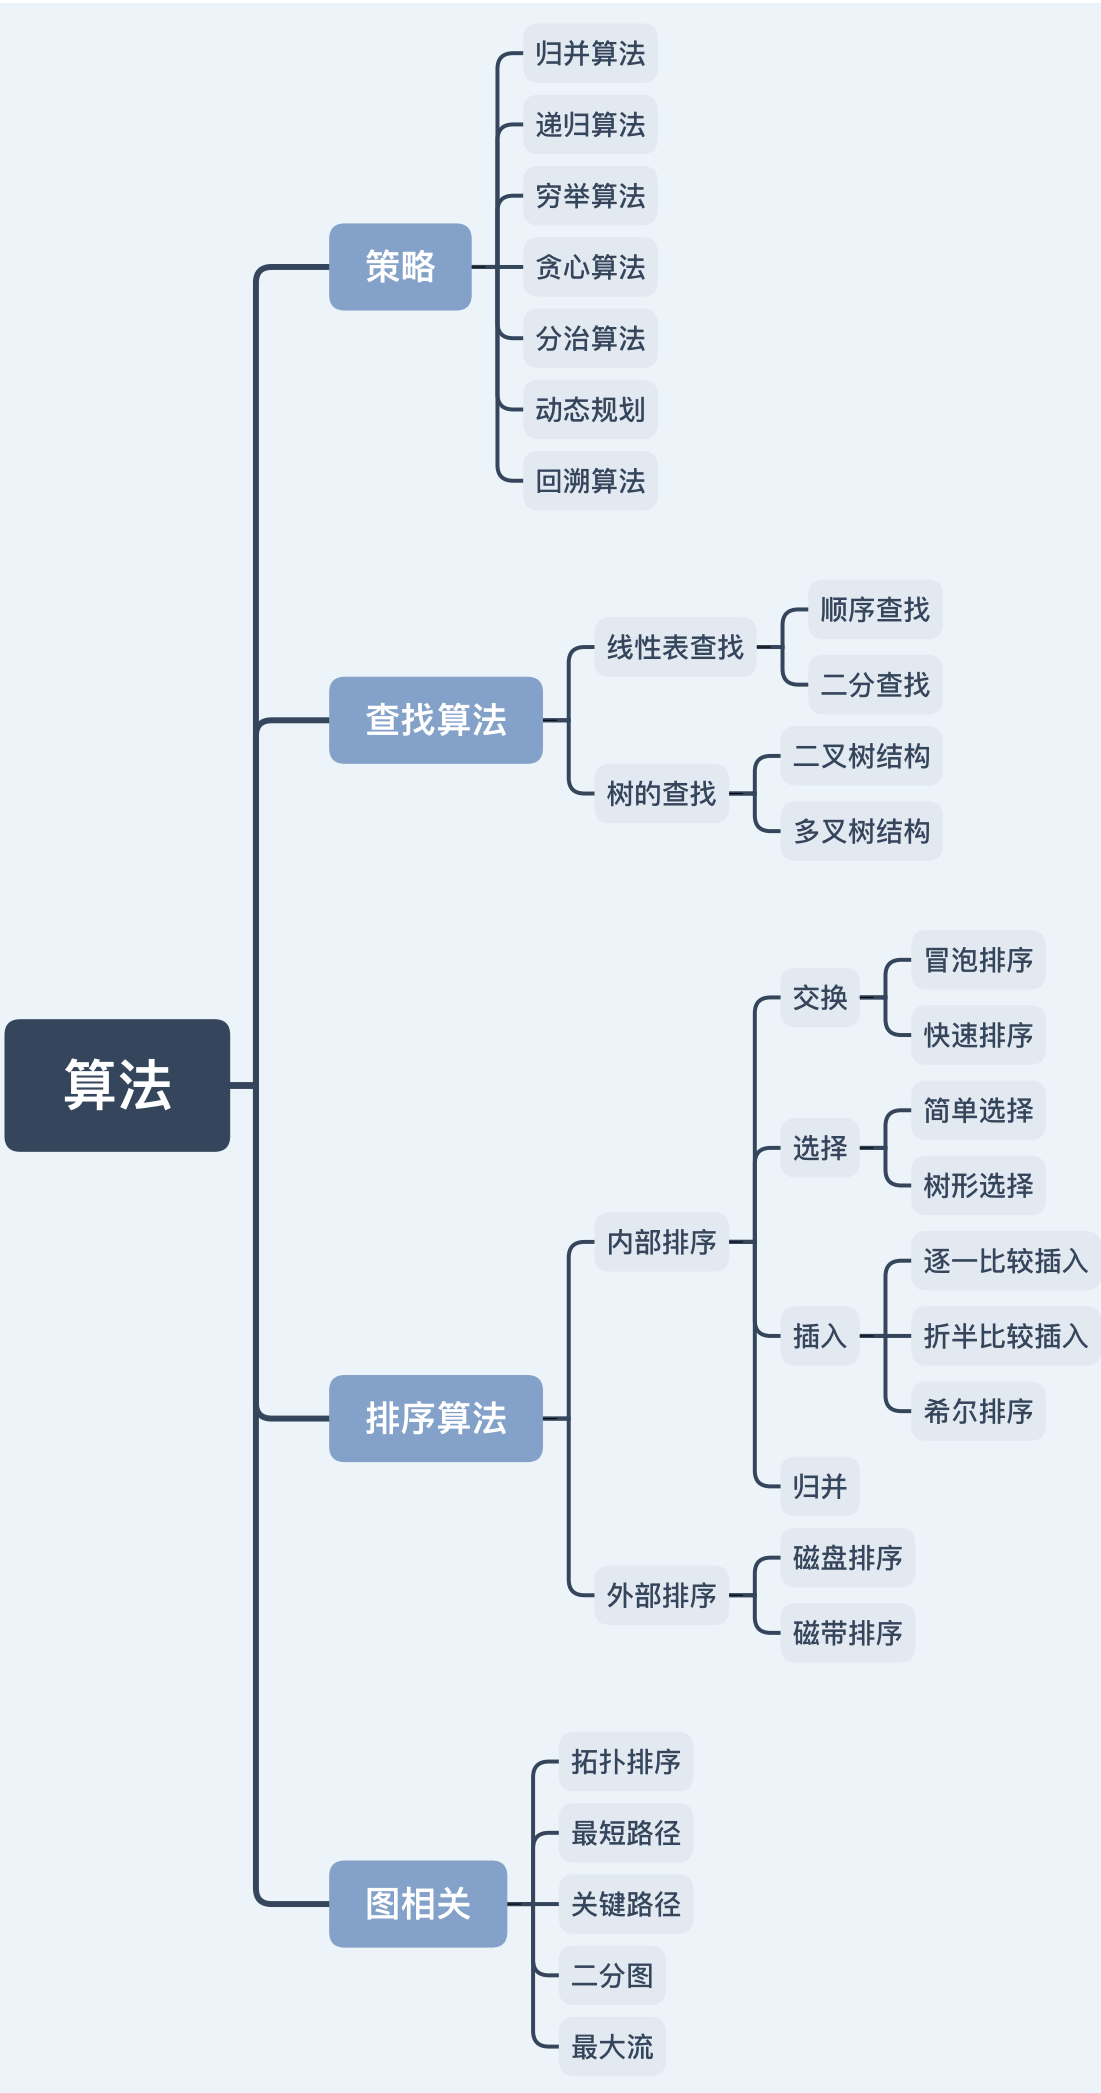 算法
策略
归并算法
递归算法
穷举算法
贪心算法
分治算法
动态规划
回溯算法
查找算法
线性表查找
顺序查找
二分查找
树的查找
二叉树结构
多叉树结构
排序算法
内部排序
交换
冒泡排序
快速排序
选择
简单选择
树形选择
插入
逐一比较插入
折半比较插入
希尔排序
归并
外部排序
磁盘排序
磁带排序
图相关
拓扑排序
最短路径
关键路径
二分图
最大流